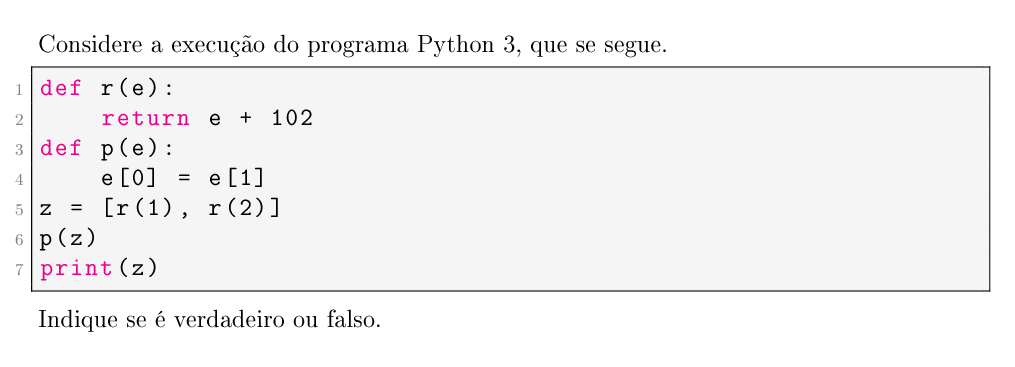 Considere a execução do programa Python 3, que se segue.
1 def r(e):
2     return e + 102
3 def p(e):
4     e[0] = e[1]
5 z = [r(1), r(2)]
6 p(z)
7 print(z)
Indique se é verdadeiro ou falso.